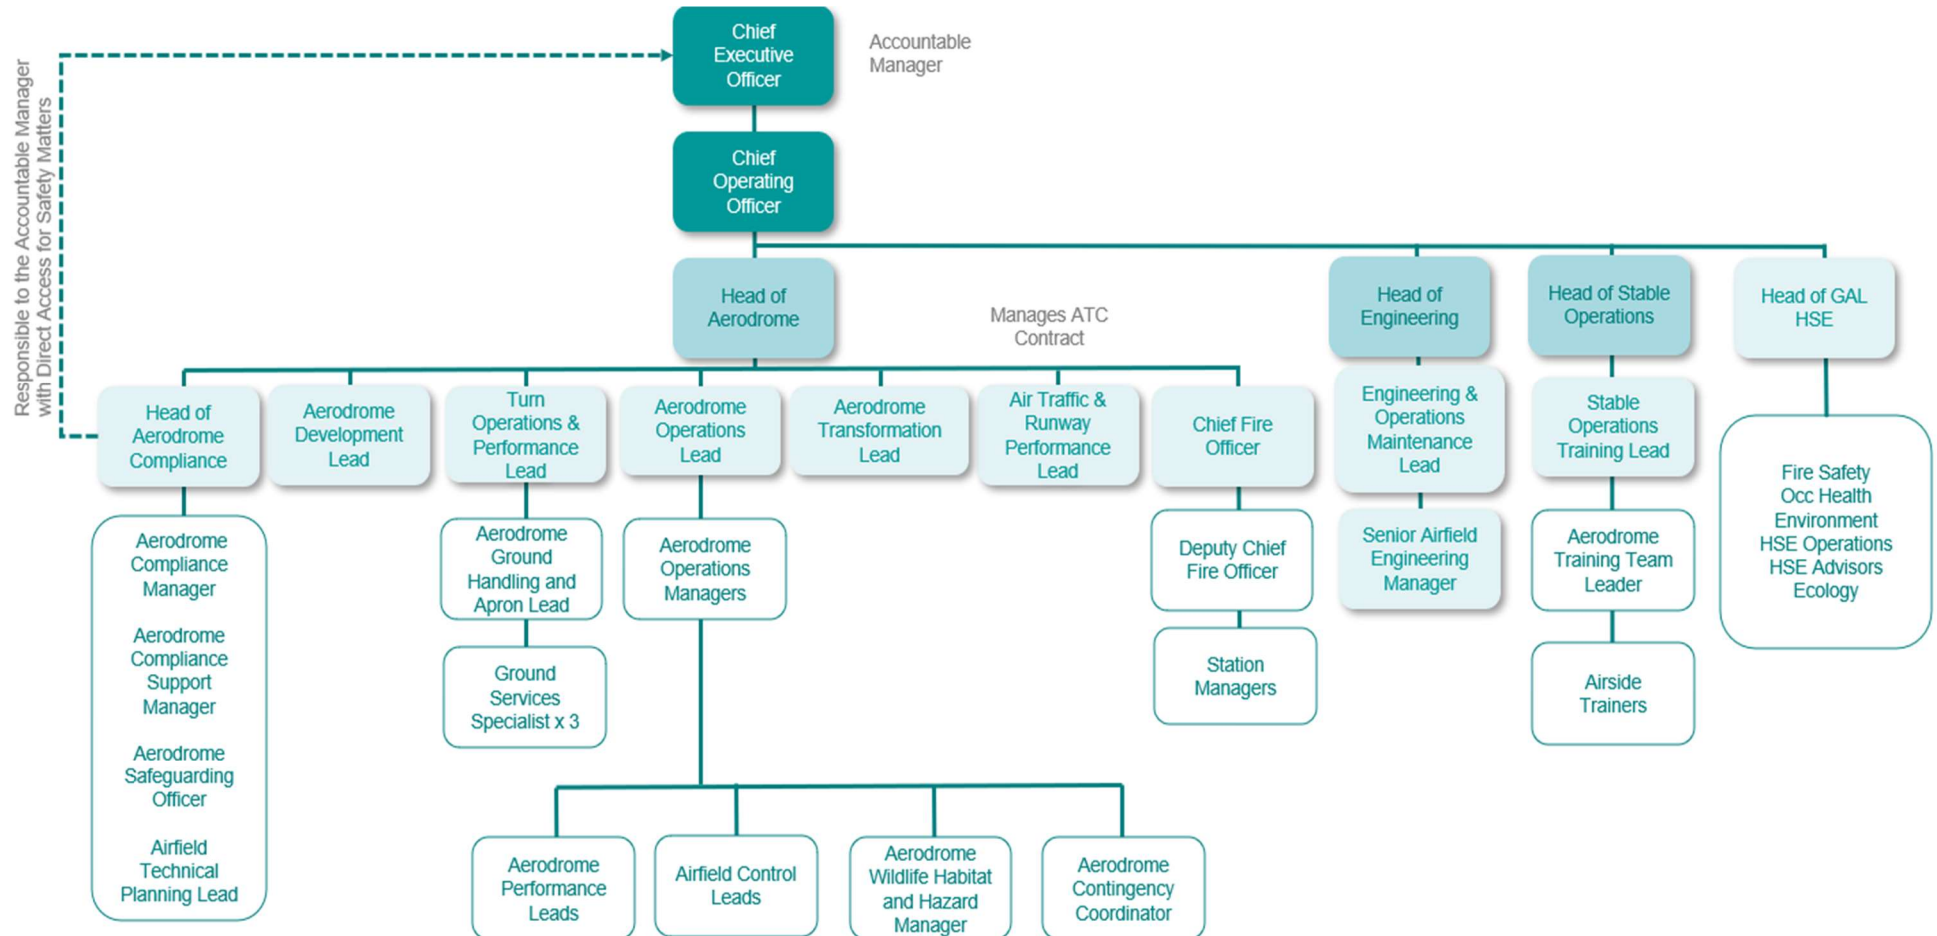 Chief
Executive
Officer
Accountable
Manager
Responsible to the Accountable Manager
with Direct Access for Safety Matters
Chief
Operating
Officer
Head of
Aerodrome
Manages ATC
Contract
Head of
Engineering
Head of Stable
Operations
Head of GAL
HSE
Head of
Aerodrome
Compliance
Aerodrome
Development
Lead
Turn
Operations &
Performance
Lead
Aerodrome
Operations
Lead
Aerodrome
Transformation
Lead
Air Traffic &
Runway
Performance
Lead
Chief Fire
Officer
Engineering &
Operations
Maintenance
Lead
Stable
Operations
Training Lead
Fire Safety
Occ Health
Environment
HSE Operations
HSE Advisors
Ecology
Aerodrome
Compliance
Manager
Aerodrome
Compliance
Support
Manager
Aerodrome
Safeguarding
Officer
Airfield
Technical
Planning Lead
Aerodrome
Ground
Handling and
Apron Lead
Aerodrome
Operations
Managers
Deputy Chief
Fire Officer
Senior Airfield
Engineering
Manager
Aerodrome
Training Team
Leader
Ground
Services
Specialist x 3
Station
Managers
Airside
Trainers
Aerodrome
Performance
Leads
Airfield Control
Leads
Aerodrome
Wildlife Habitat
and Hazard
Manager
Aerodrome
Contingency
Coordinator